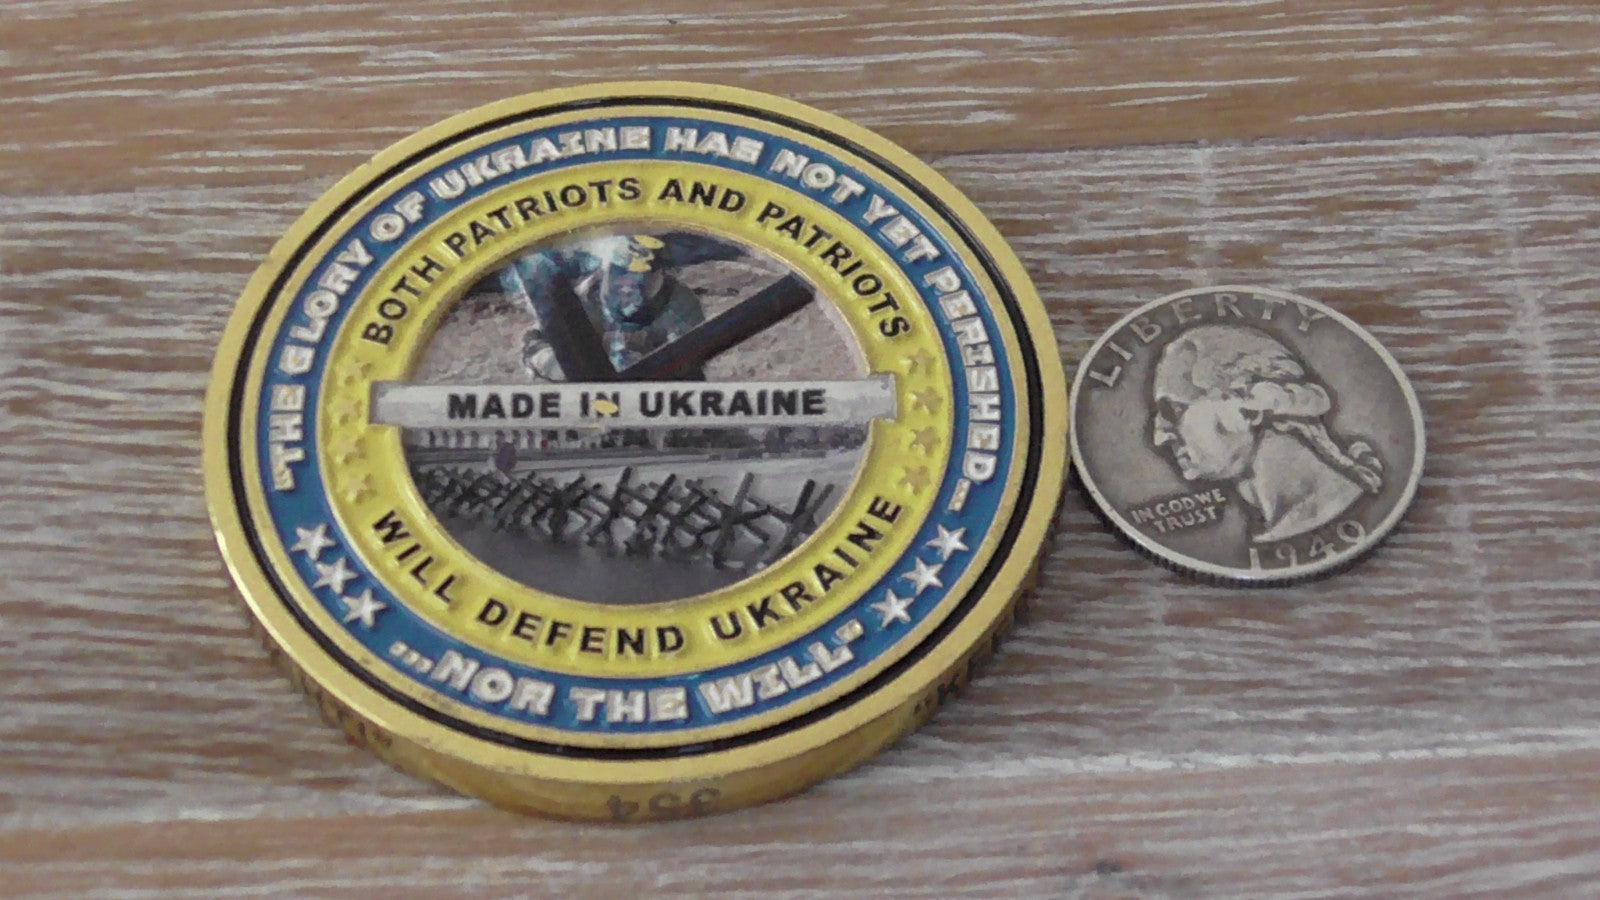 "THE GLORY OF UKRAINE HAS NOT YET PERISHED...
BOTH PATRIOTS AND PATRIOTS
MADE IN UKRAINE
WILL DEFEND UKRAINE
...NOR THE WILL"
354
LIBERTY
IN GOD WE
TRUST
1940